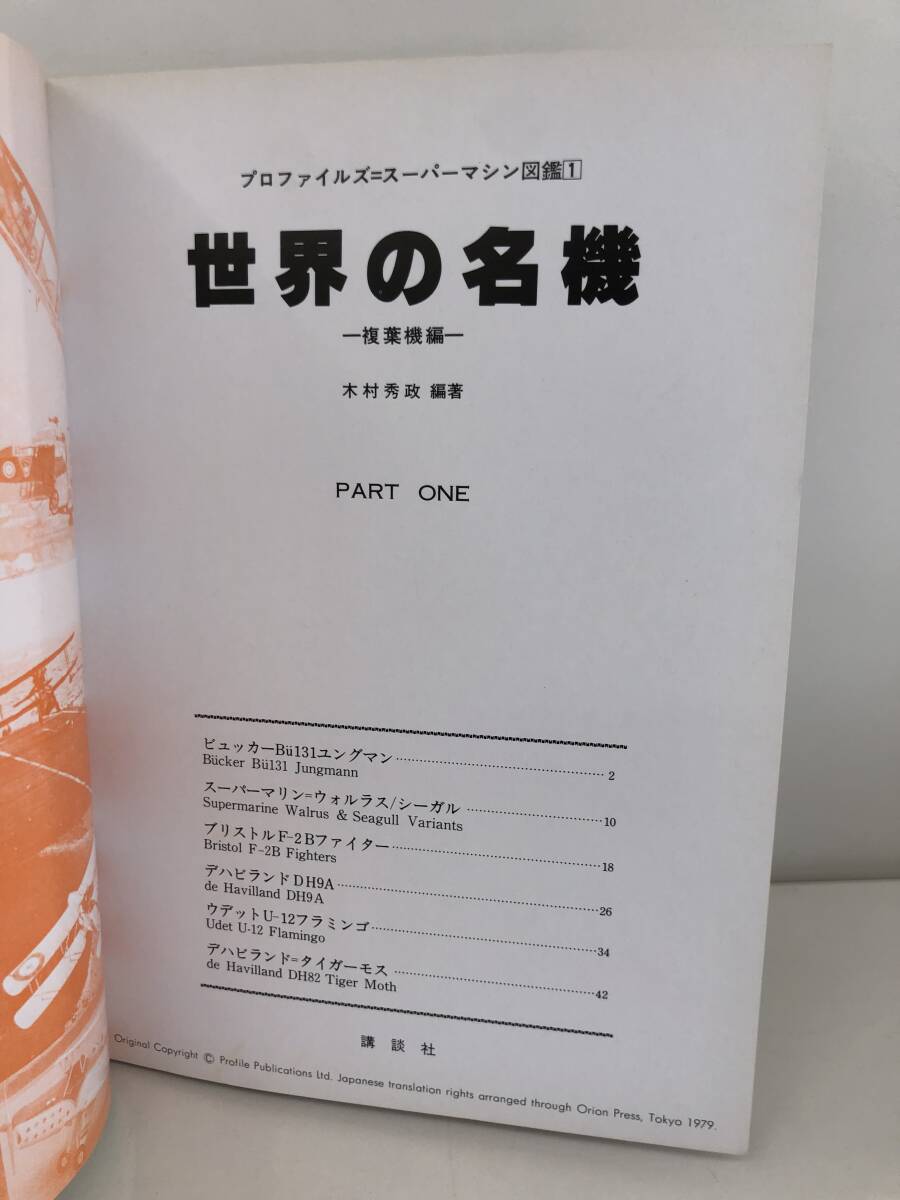 プロファイルズ=スーパーマシン図鑑1
世界の名機
—複葉機編—
木村秀政 編著
PART ONE
ビュッカーBü131ユングマン……………………………………2
Bücker Bü131 Jungmann
スーパーマリン=ウォルラス/シーガル……………………10
Supermarine Walrus & Seagull Variants
ブリストルF-2Bファイター……………………………………18
Bristol F-2B Fighters
デハビランドDH9A……………………………………………26
de Havilland DH9A
ウデットU-12フラミンゴ………………………………………34
Udet U-12 Flamingo
デハビランド=タイガーモス…………………………………42
de Havilland DH82 Tiger Moth
講談社
Original Copyright © Profile Publications Ltd. Japanese translation rights arranged through Orion Press, Tokyo 1979.